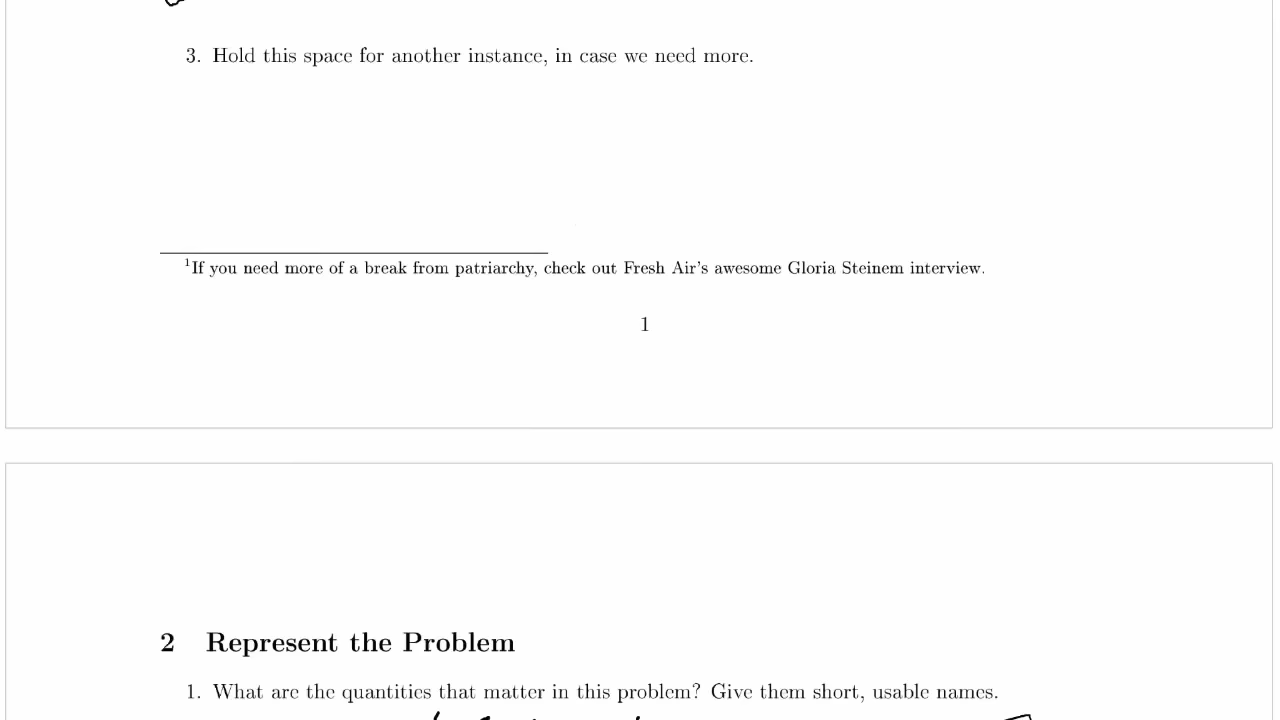 3. Hold this space for another instance, in case we need more.
1If you need more of a break from patriarchy, check out Fresh Air's awesome Gloria Steinem interview.
1
2 Represent the Problem
1. What are the quantities that matter in this problem? Give them short, usable names.